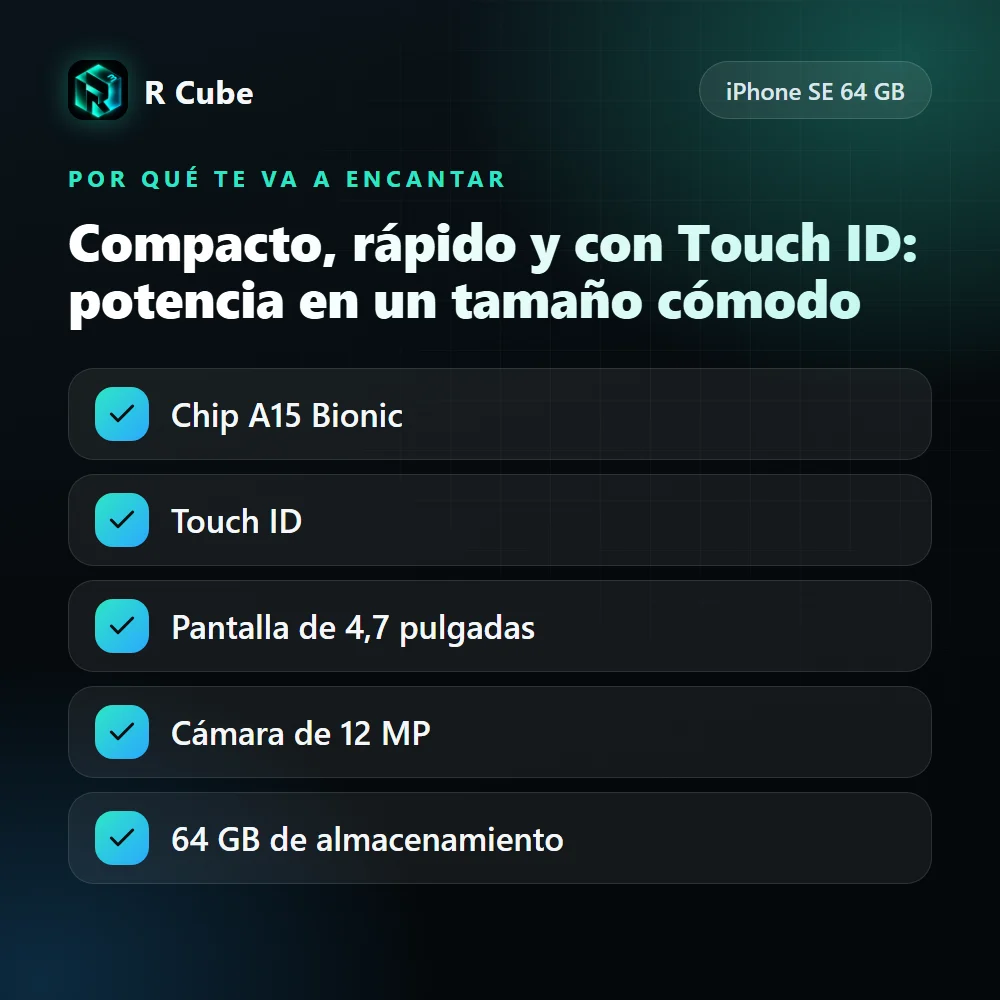 R Cube
iPhone SE 64 GB
POR QUÉ TE VA A ENCANTAR
Compacto, rápido y con Touch ID:
potencia en un tamaño cómodo
Chip A15 Bionic
Touch ID
Pantalla de 4,7 pulgadas
Cámara de 12 MP
64 GB de almacenamiento